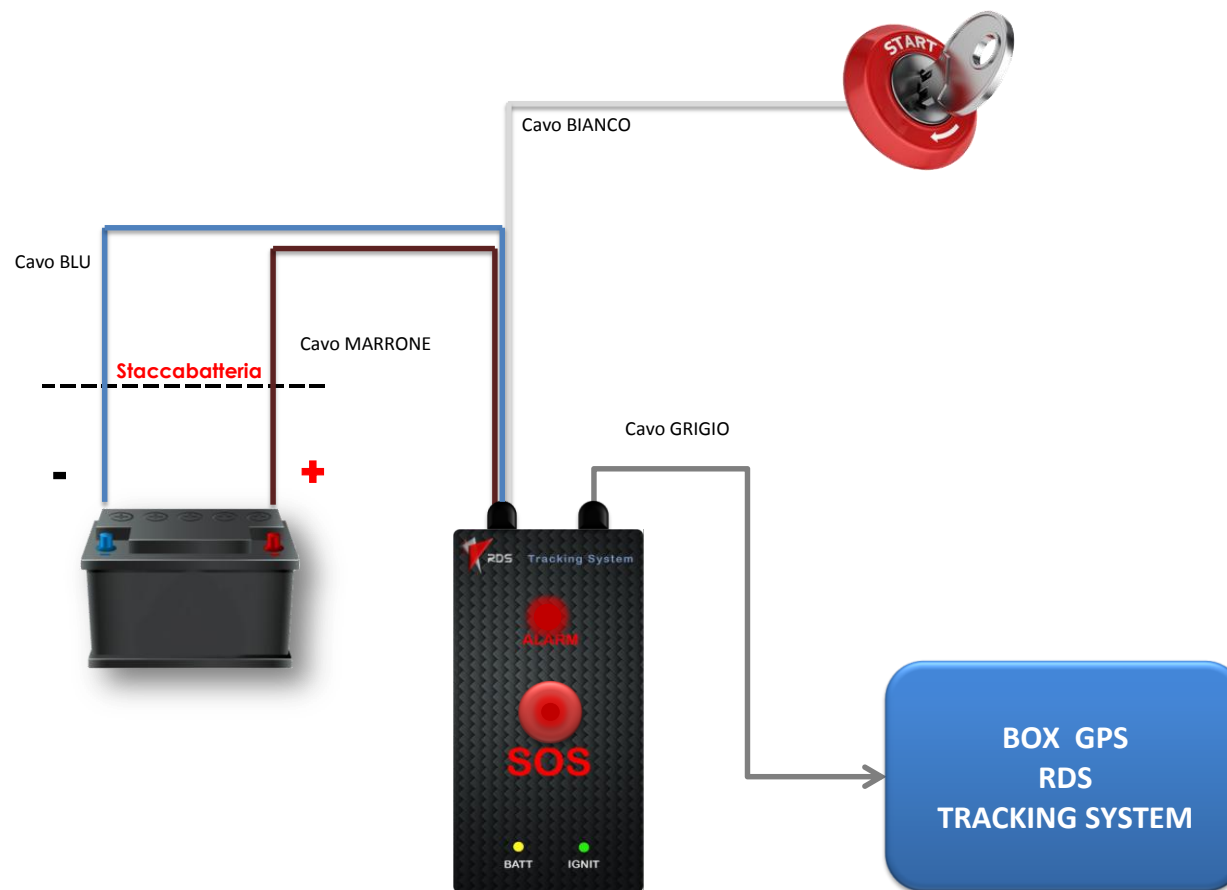 START
Cavo BIANCO
Cavo BLU
Cavo MARRONE
Staccabatteria
-
+
Cavo GRIGIO
RDS Tracking System
ALARM
SOS
BATT IGNIT
BOX GPS
RDS
TRACKING SYSTEM